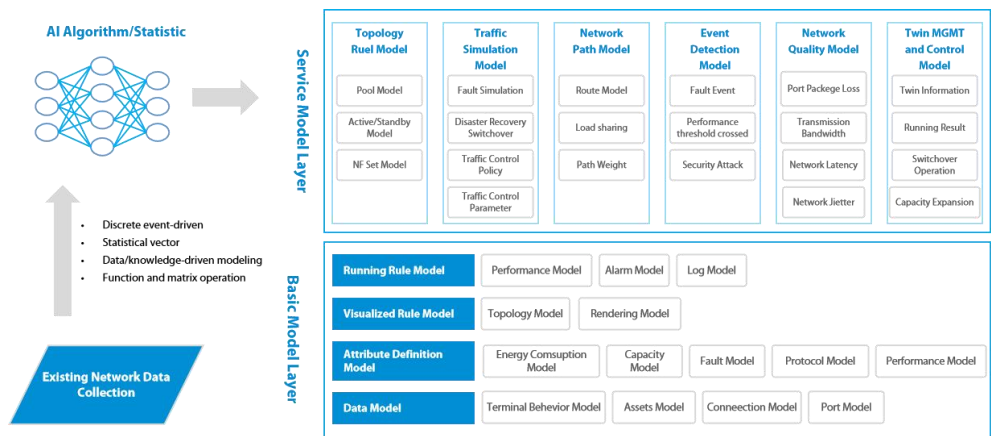 AI Algorithm/Statistic
Discrete event-driven
Statistical vector
Data/knowledge-driven modeling
Function and matrix operation
Existing Network Data
Collection
Service Model Layer
Topology
Ruel Model
Pool Model
Active/Standby
Model
NF Set Model
Traffic
Simulation
Model
Fault Simulation
Disaster Recovery
Switchover
Traffic Control
Policy
Traffic Control
Parameter
Network
Path Model
Route Model
Load sharing
Path Weight
Event
Detection
Model
Fault Event
Performance
threshold crossed
Security Attack
Network
Quality Model
Port Packege Loss
Transmission
Bandwidth
Network Latency
Network Jietter
Twin MGMT
and Control
Model
Twin Information
Running Result
Switchover
Operation
Capacity Expansion
Basic Model Layer
Running Rule Model
Performance Model
Alarm Model
Log Model
Visualized Rule Model
Topology Model
Rendering Model
Attribute Definition
Model
Energy Comsuption
Model
Capacity
Model
Fault Model
Protocol Model
Performance Model
Data Model
Terminal Behevior Model
Assets Model
Conneection Model
Port Model